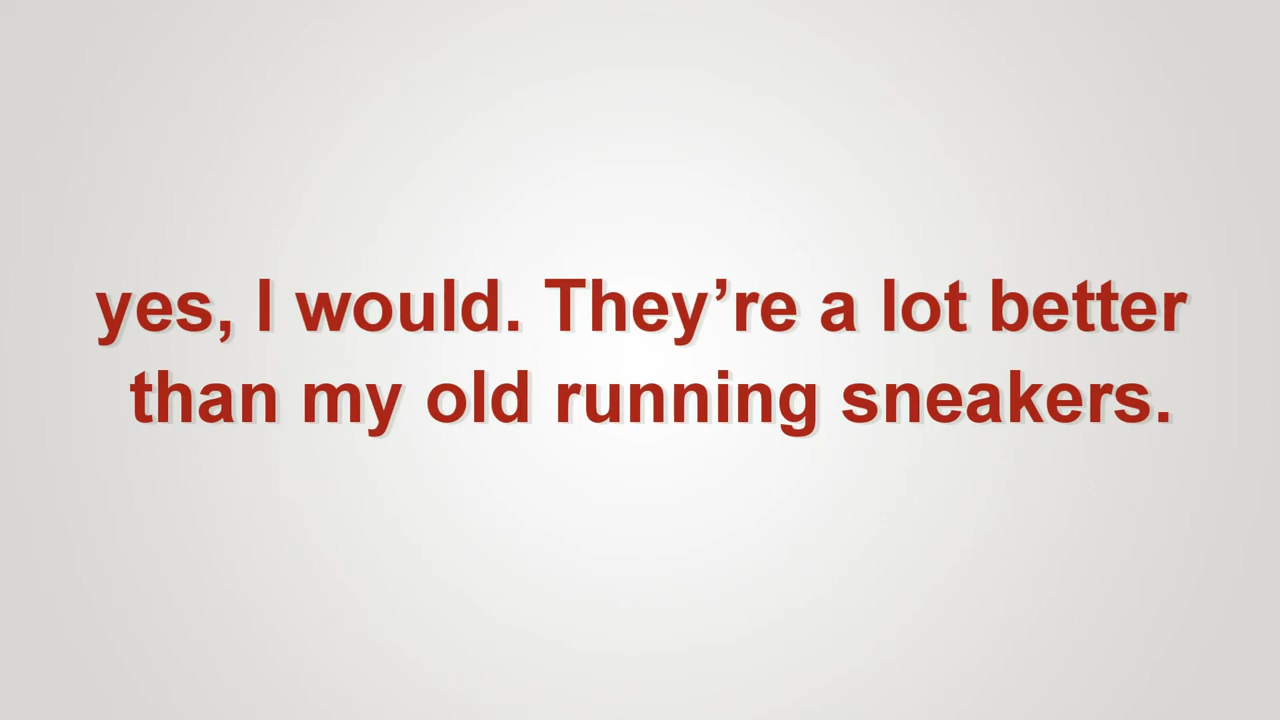 yes, I would. They’re a lot better
than my old running sneakers.